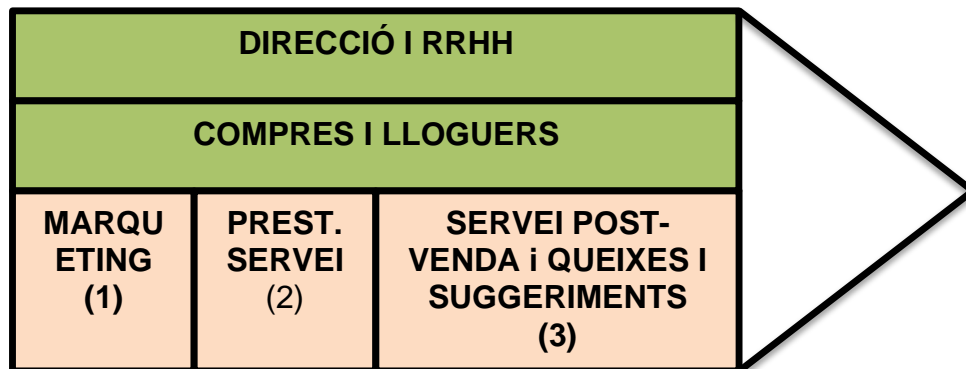 DIRECCIÓ I RRHH
COMPRES I LLOGUERS
MARQU
ETING
(1)
PREST.
SERVEI
(2)
SERVEI POST-
VENDA i QUEIXES I
SUGGERIMENTS
(3)